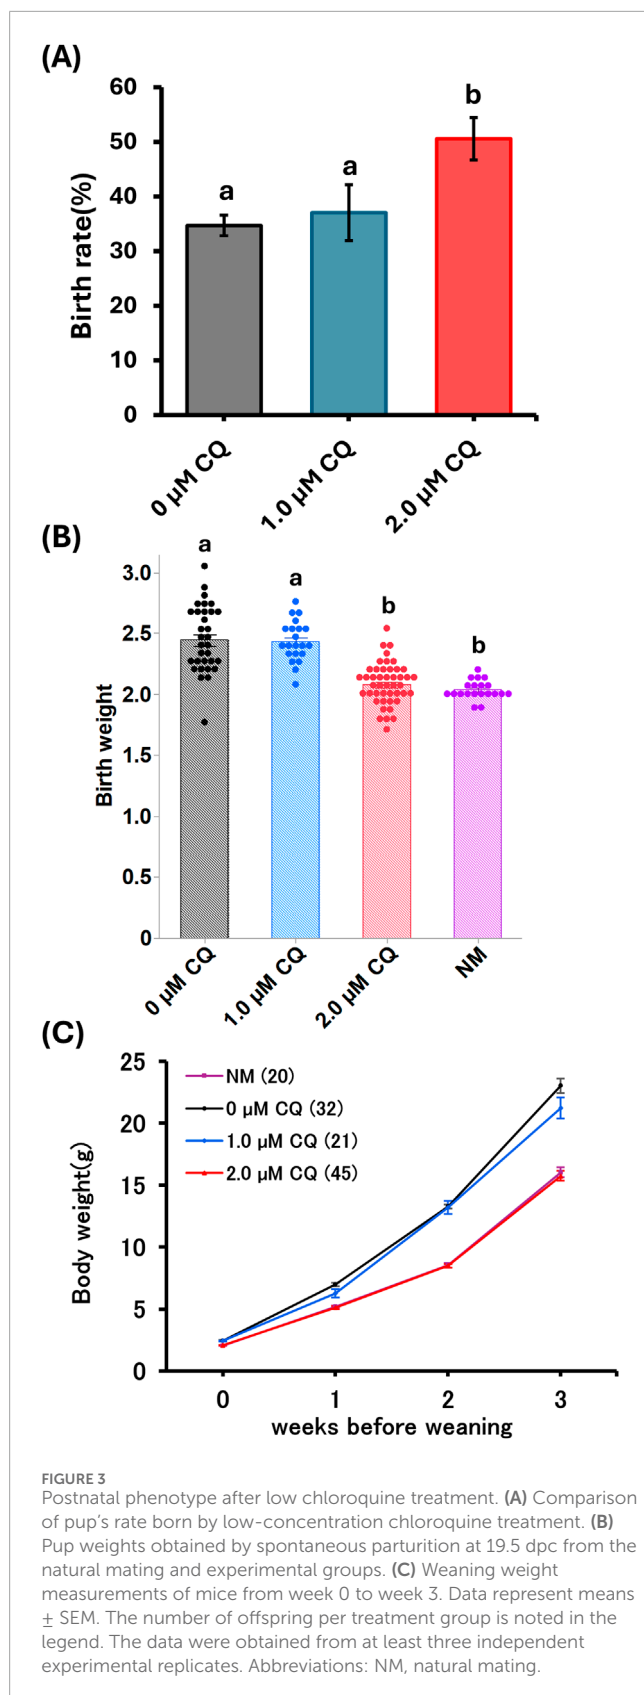 (A)
60
50
40
30
20
10
0
Birth rate(%)
a
a
b
0 µM CQ
1.0 µM CQ
2.0 µM CQ
(B)
3.0
2.5
2.0
1.5
1.0
0.5
0
Birth weight
a
a
b
b
0 µM CQ
1.0 µM CQ
2.0 µM CQ
NM
(C)
25
20
15
10
5
0
Body weight(g)
NM (20)
0 µM CQ (32)
1.0 µM CQ (21)
2.0 µM CQ (45)
0 1 2 3
weeks before weaning
FIGURE 3
Postnatal phenotype after low chloroquine treatment. (A) Comparison
of pup's rate born by low-concentration chloroquine treatment. (B)
Pup weights obtained by spontaneous parturition at 19.5 dpc from the
natural mating and experimental groups. (C) Weaning weight
measurements of mice from week 0 to week 3. Data represent means
± SEM. The number of offspring per treatment group is noted in the
legend. The data were obtained from at least three independent
experimental replicates. Abbreviations: NM, natural mating.